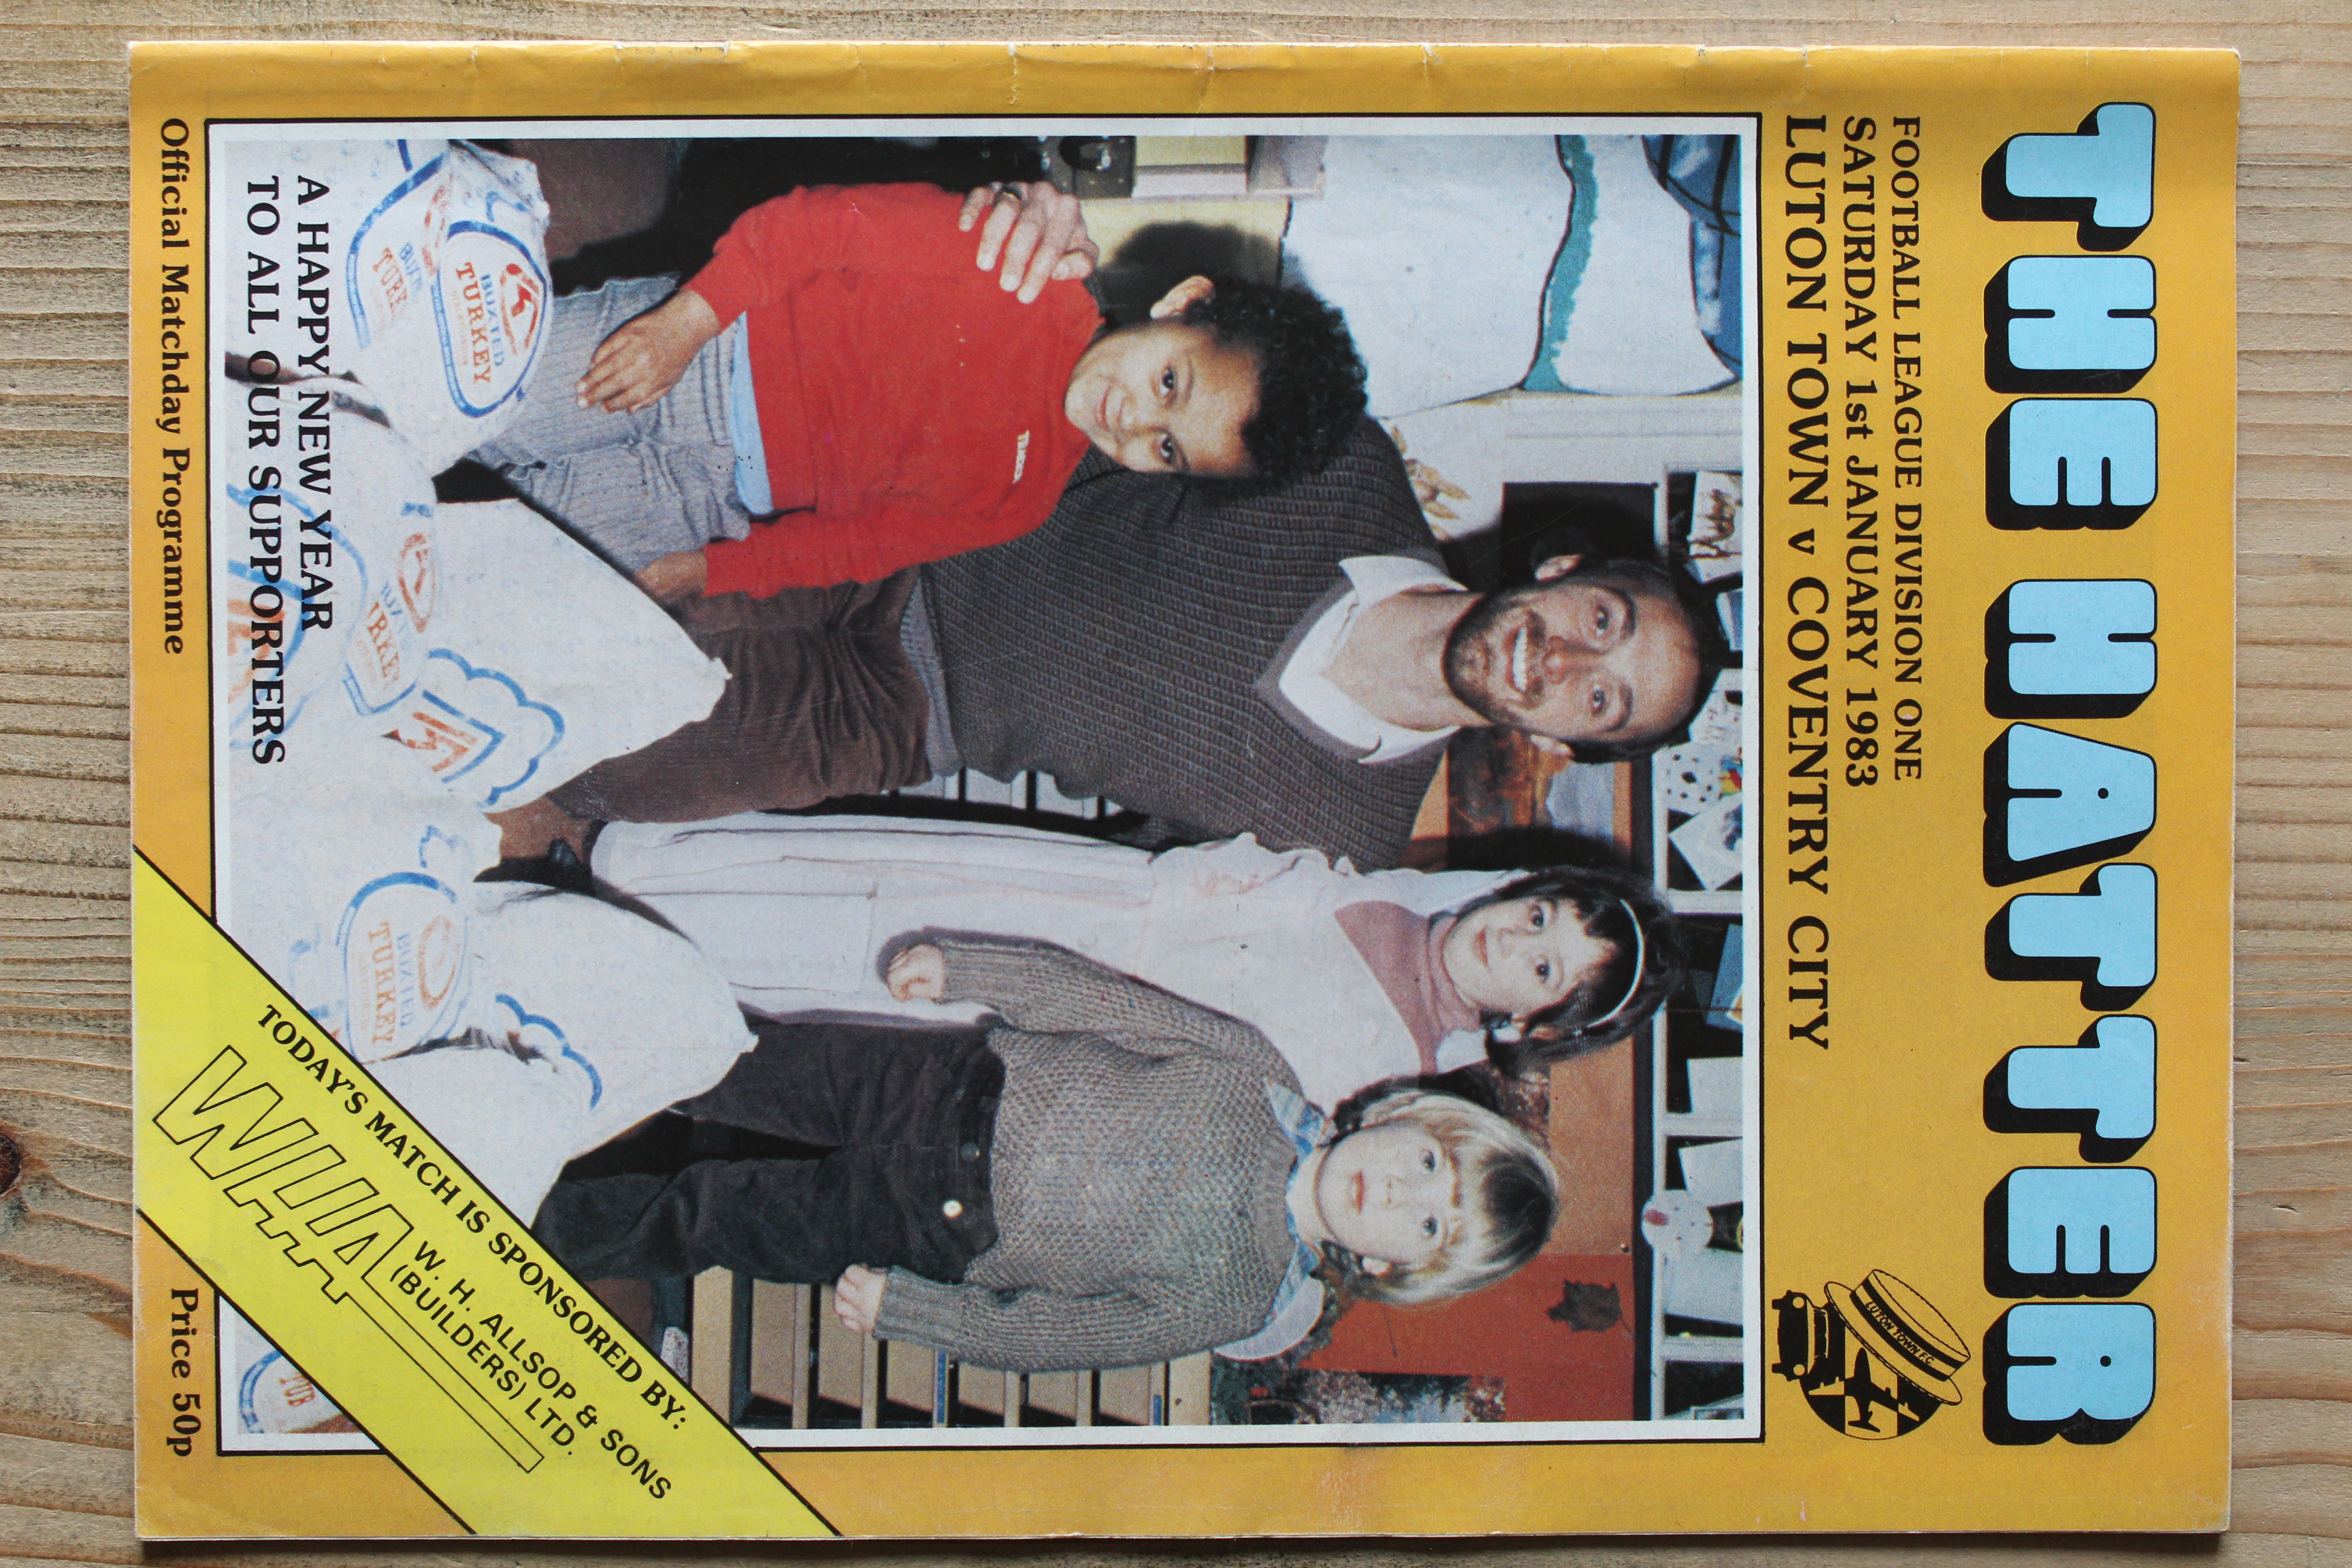 THE HATTER
FOOTBALL LEAGUE DIVISION ONE
SATURDAY 1st JANUARY 1983
LUTON TOWN v COVENTRY CITY
LUTON TOWN F.C.
BUXTED
TURKEY
BUXTED
TURKEY
A HAPPY NEW YEAR
TO ALL OUR SUPPORTERS
TODAY'S MATCH IS SPONSORED BY:
WHA
W. H. ALLSOP & SONS
(BUILDERS) LTD.
Official Matchday Programme
Price 50p